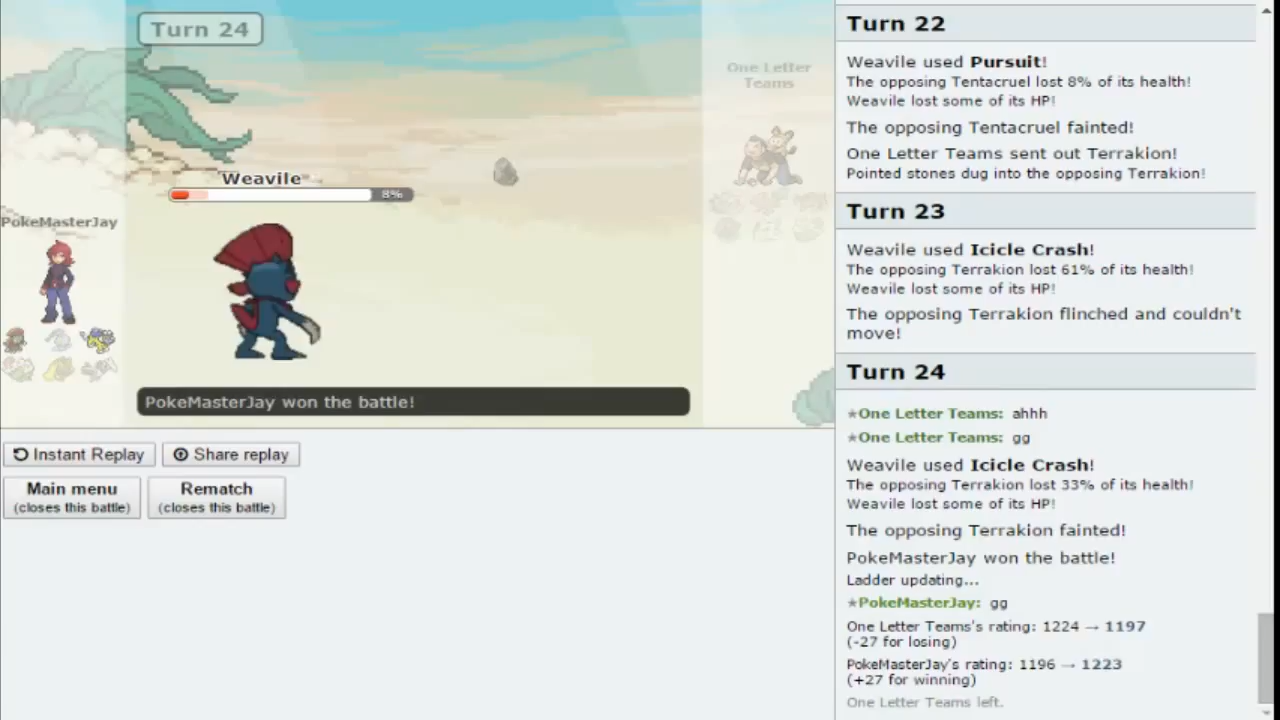 Turn 24
One Letter
Teams
Weavile
8%
PokeMasterJay
PokeMasterJay won the battle!
Instant Replay
Share replay
Main menu
(closes this battle)
Rematch
(closes this battle)
Turn 22
Weavile used Pursuit!
The opposing Tentacruel lost 8% of its health!
Weavile lost some of its HP!
The opposing Tentacruel fainted!
One Letter Teams sent out Terrakion!
Pointed stones dug into the opposing Terrakion!
Turn 23
Weavile used Icicle Crash!
The opposing Terrakion lost 61% of its health!
Weavile lost some of its HP!
The opposing Terrakion flinched and couldn't
move!
Turn 24
★One Letter Teams: ahhh
★One Letter Teams: gg
Weavile used Icicle Crash!
The opposing Terrakion lost 33% of its health!
Weavile lost some of its HP!
The opposing Terrakion fainted!
PokeMasterJay won the battle!
Ladder updating...
★PokeMasterJay: gg
One Letter Teams's rating: 1224 → 1197
(-27 for losing)
PokeMasterJay's rating: 1196 → 1223
(+27 for winning)
One Letter Teams left.